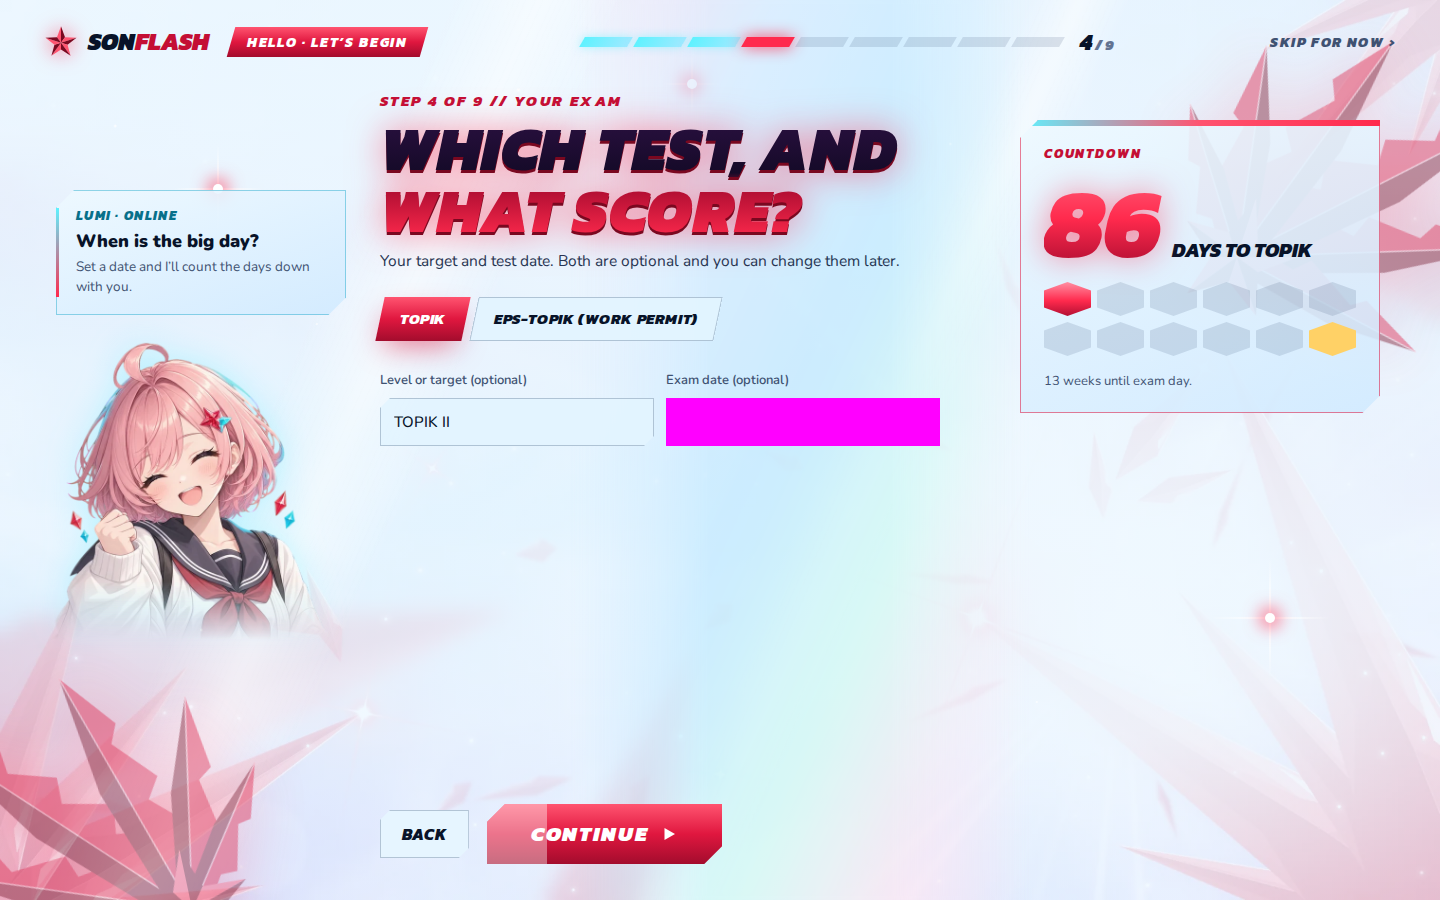 SONFLASH
HELLO · LET'S BEGIN
4/9
SKIP FOR NOW ›
STEP 4 OF 9 // YOUR EXAM
WHICH TEST, AND
WHAT SCORE?
Your target and test date. Both are optional and you can change them later.
LUMI · ONLINE
When is the big day?
Set a date and I'll count the days down
with you.
TOPIK
EPS-TOPIK (WORK PERMIT)
Level or target (optional)
Exam date (optional)
TOPIK II
COUNTDOWN
86 DAYS TO TOPIK
13 weeks until exam day.
BACK
CONTINUE